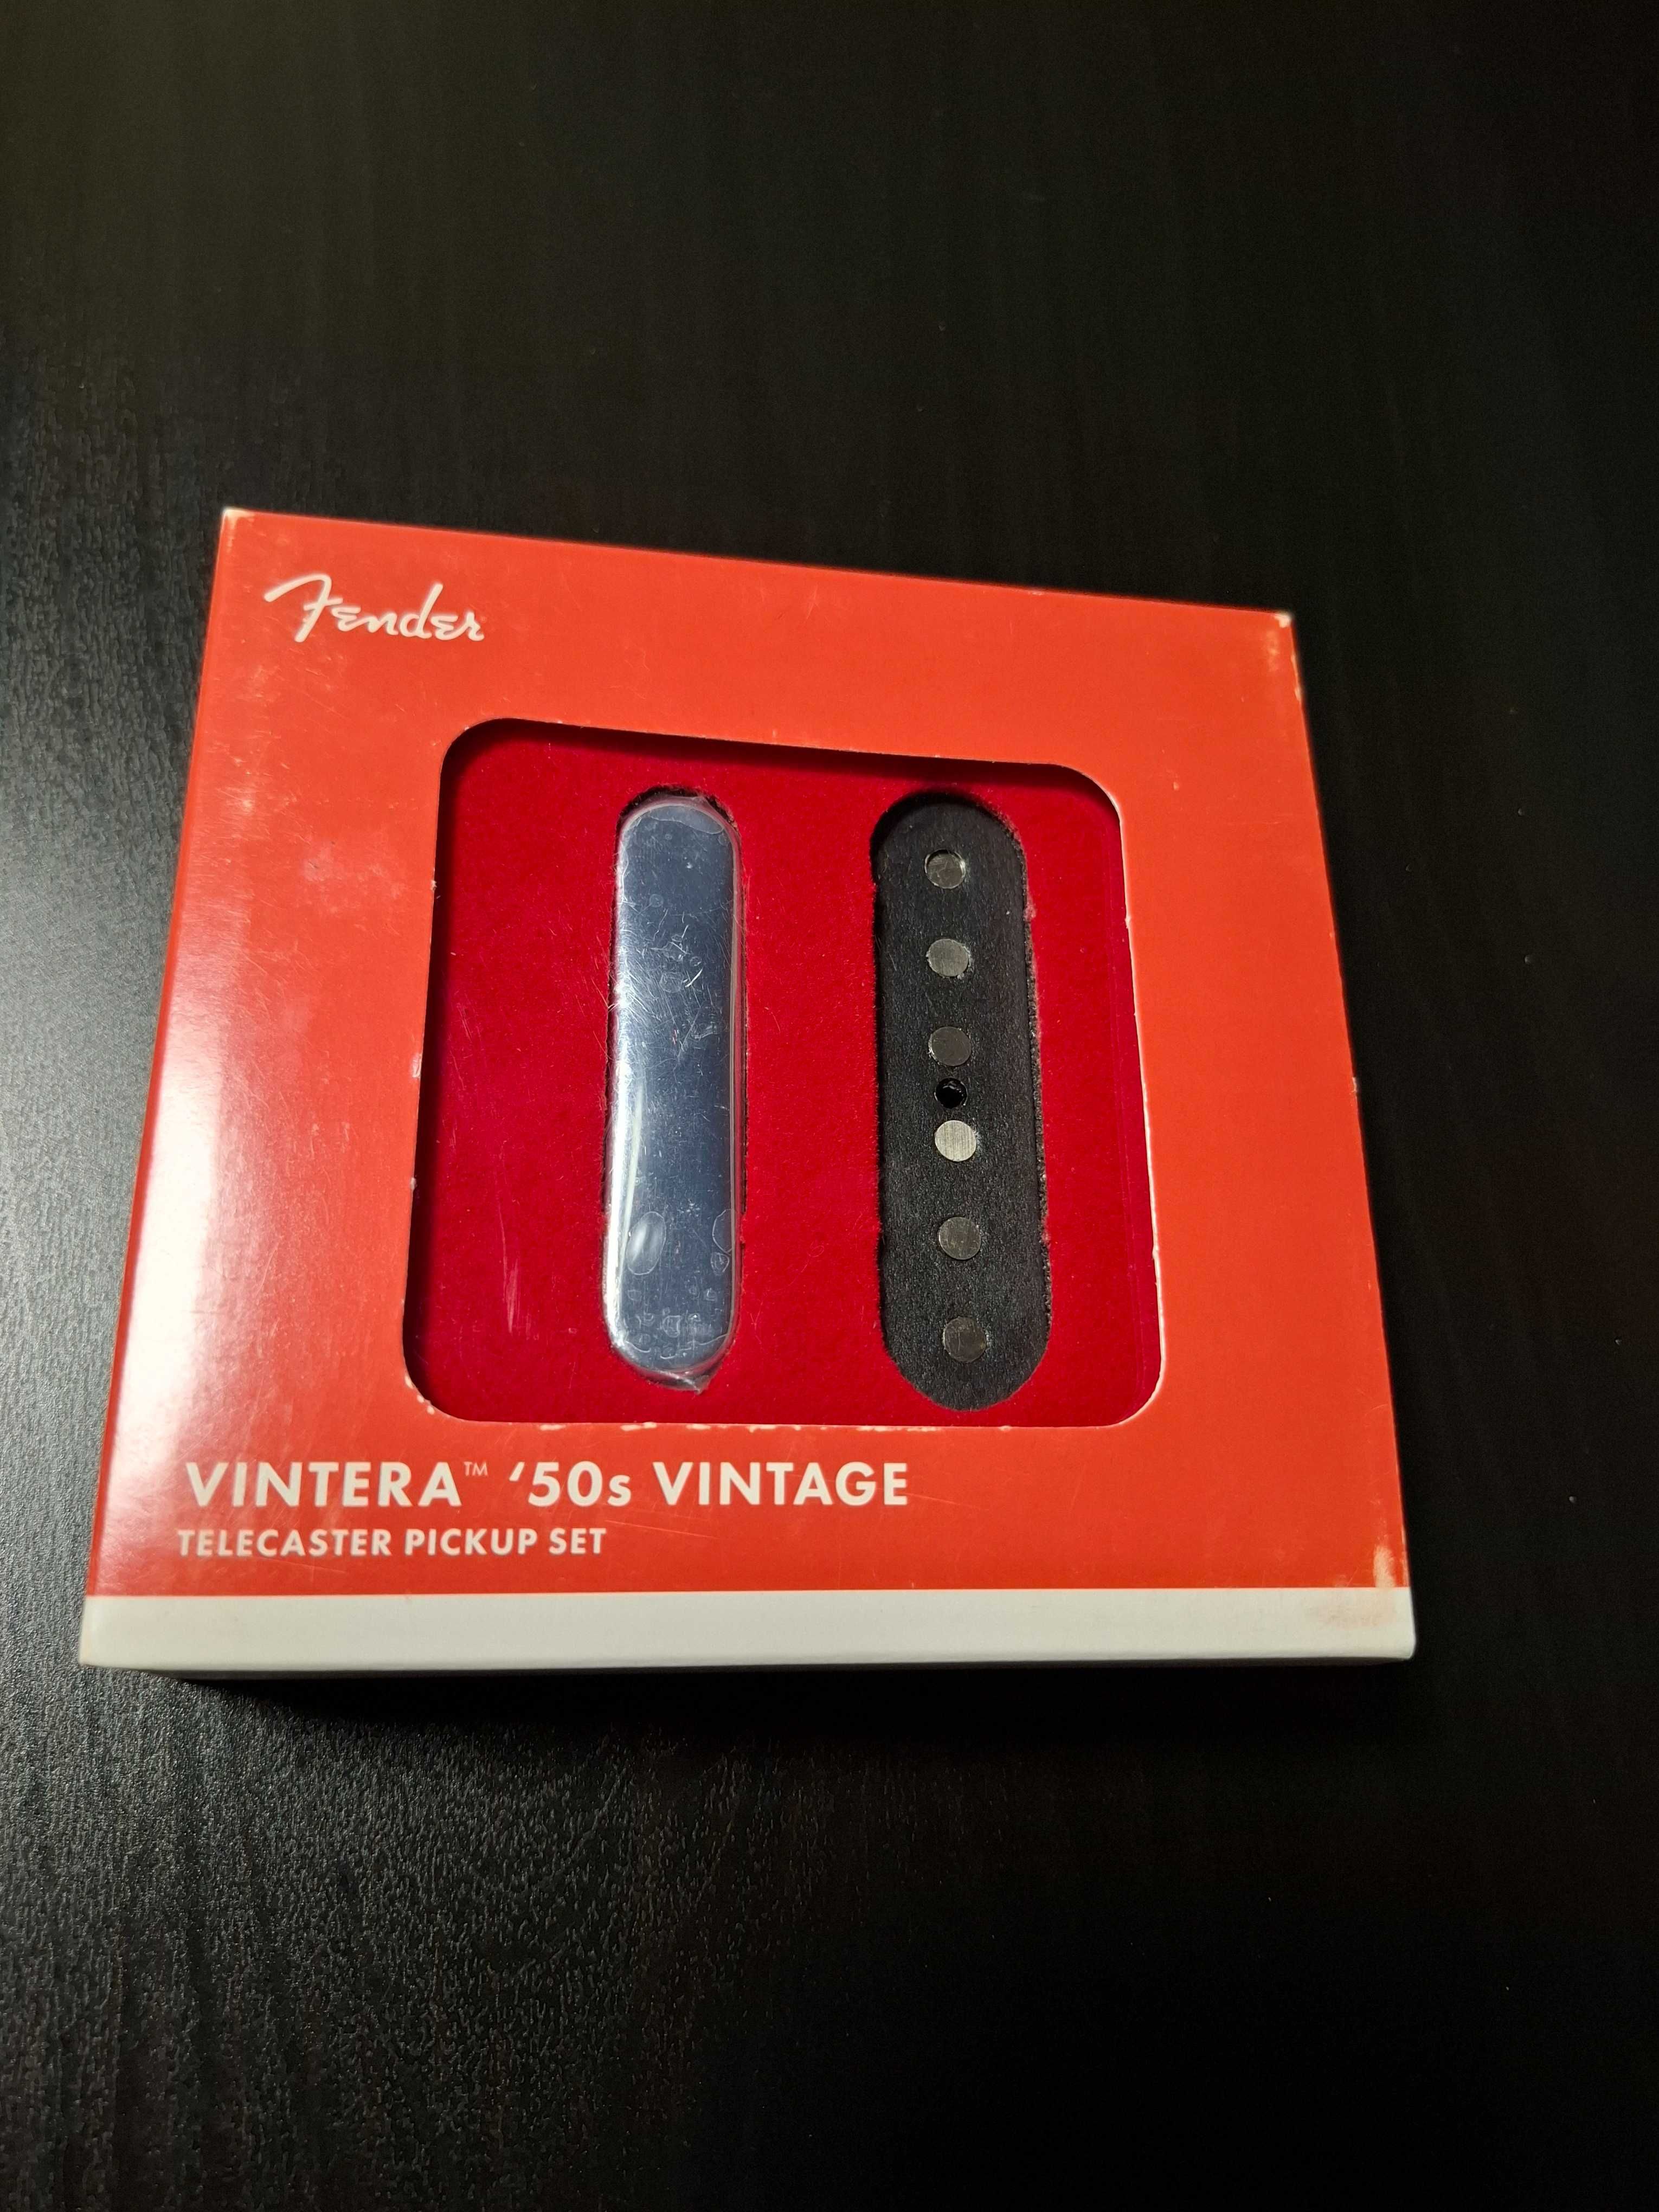 Fender
VINTERA™ ‘50s VINTAGE
TELECASTER PICKUP SET